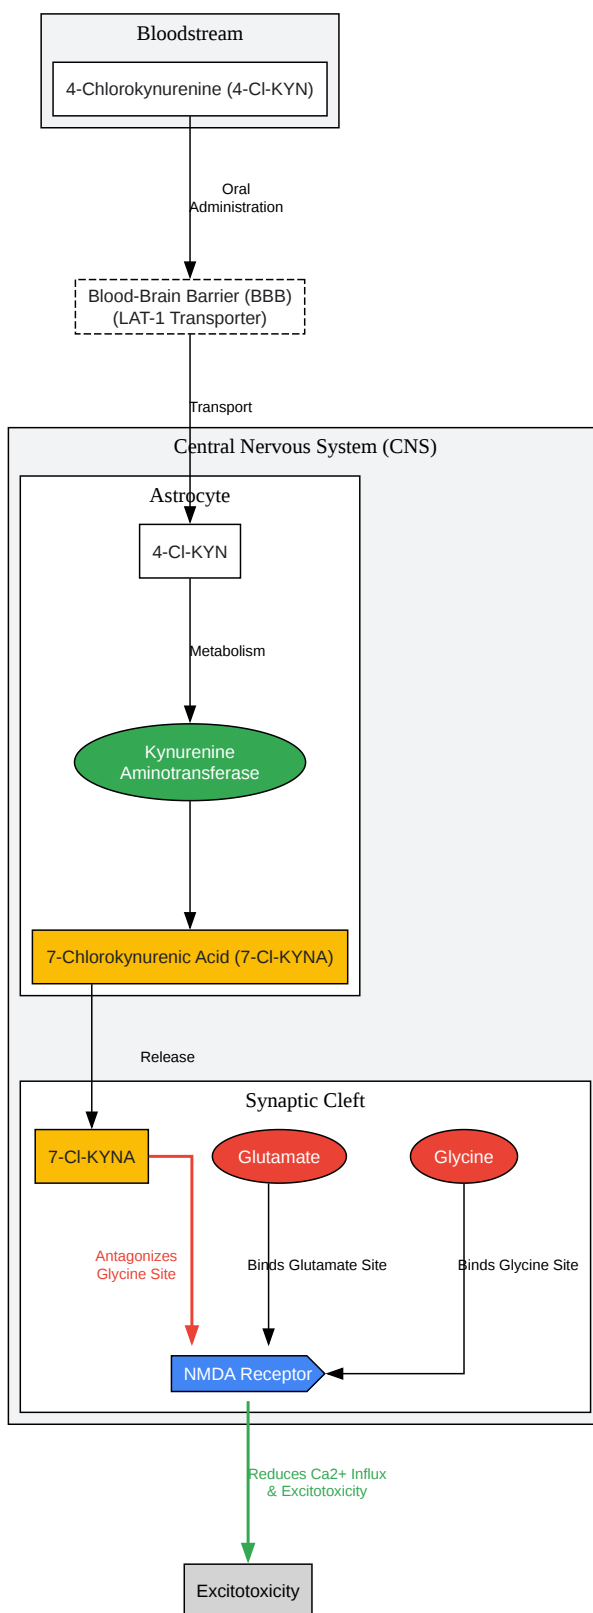 Bloodstream
4-Chlorokynurenine (4-Cl-KYN)
Oral
Administration
Blood-Brain Barrier (BBB)
(LAT-1 Transporter)
Transport
Central Nervous System (CNS)
Astrocyte
4-Cl-KYN
Metabolism
Kynurenine
Aminotransferase
7-Chlorokynurenic Acid (7-Cl-KYNA)
Release
Synaptic Cleft
7-Cl-KYNA
Glutamate
Glycine
Antagonizes
Glycine Site
Binds Glutamate Site
Binds Glycine Site
NMDA Receptor
Reduces Ca2+ Influx
& Excitotoxicity
Excitotoxicity